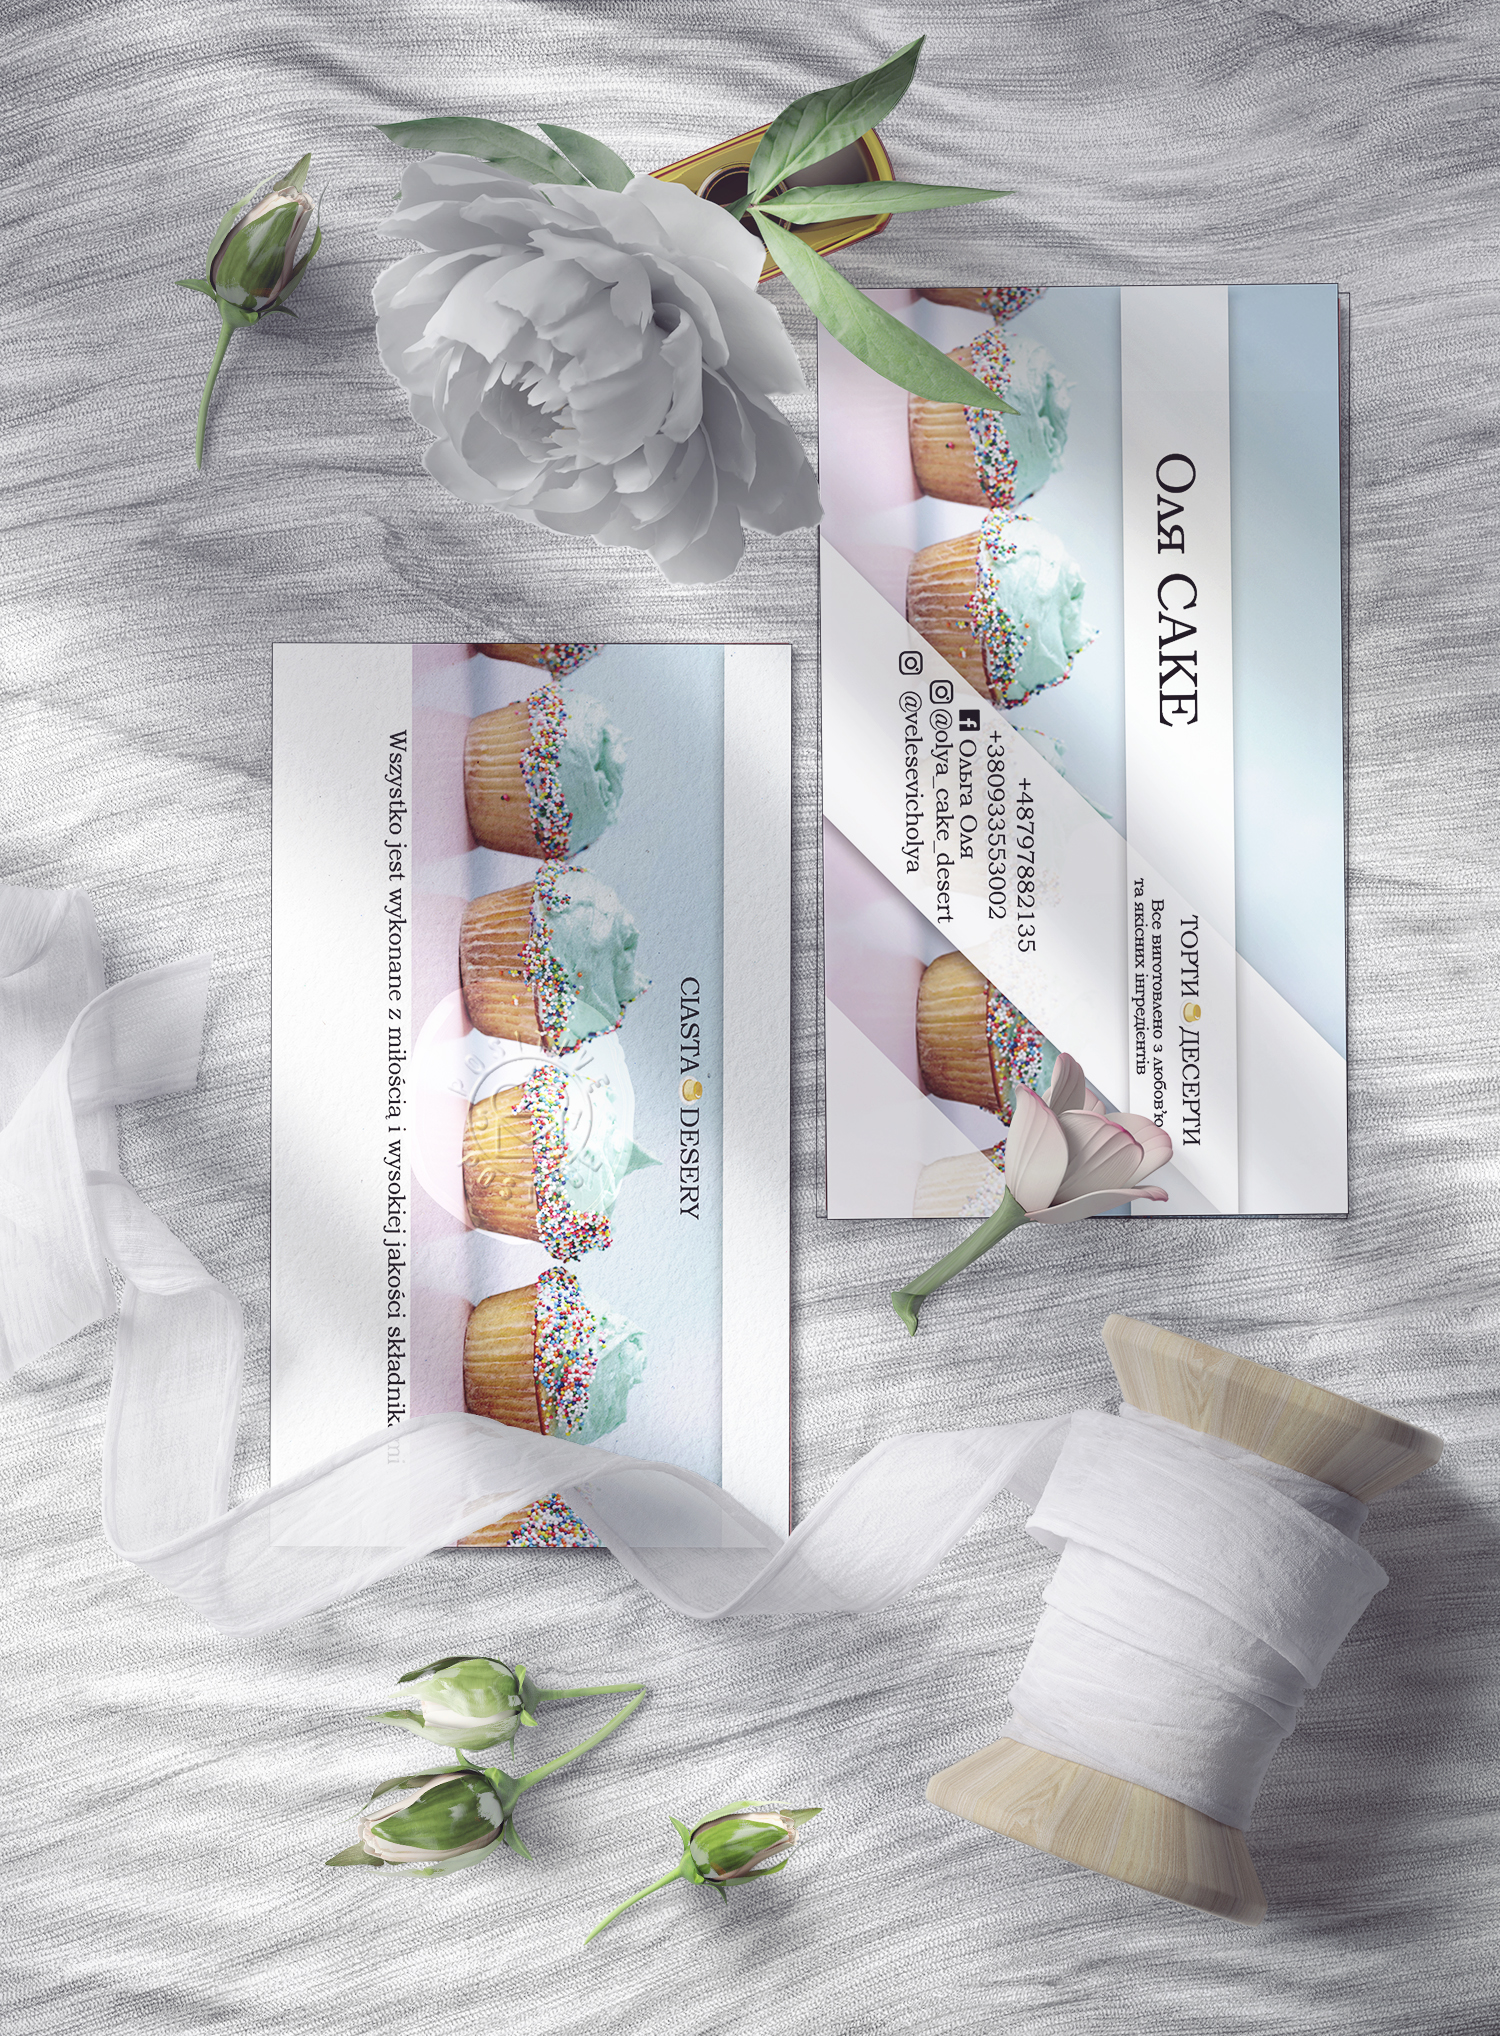 Оля CAKE
ТОРТИ ДЕСЕРТИ
Все виготовлено з любов'ю
та якісних інгредієнтів
+48797882135
+380933553002
Ольга Оля
@olya_cake_desert
@velesevicholya
CIASTA DESERY
Wszystko jest wykonane z miłością i wysokiej jakości składnikami